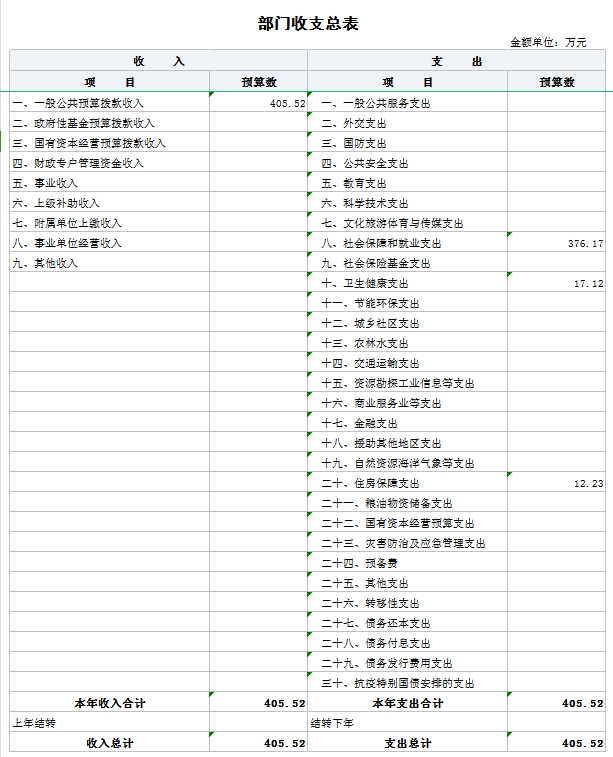 部门收支总表
金额单位：万元
收 入 支 出
项 目 预算数 项 目 预算数
一、一般公共预算拨款收入 405.52 一、一般公共服务支出
二、政府性基金预算拨款收入 二、外交支出
三、国有资本经营预算拨款收入 三、国防支出
四、财政专户管理资金收入 四、公共安全支出
五、事业收入 五、教育支出
六、上级补助收入 六、科学技术支出
七、附属单位上缴收入 七、文化旅游体育与传媒支出
八、事业单位经营收入 八、社会保障和就业支出 376.17
九、其他收入 九、社会保险基金支出
十、卫生健康支出 17.12
十一、节能环保支出
十二、城乡社区支出
十三、农林水支出
十四、交通运输支出
十五、资源勘探工业信息等支出
十六、商业服务业等支出
十七、金融支出
十八、援助其他地区支出
十九、自然资源海洋气象等支出
二十、住房保障支出 12.23
二十一、粮油物资储备支出
二十二、国有资本经营预算支出
二十三、灾害防治及应急管理支出
二十四、预备费
二十五、其他支出
二十六、转移性支出
二十七、债务还本支出
二十八、债务付息支出
二十九、债务发行费用支出
三十、抗疫特别国债安排的支出
本年收入合计 405.52 本年支出合计 405.52
上年结转 结转下年
收入总计 405.52 支出总计 405.52